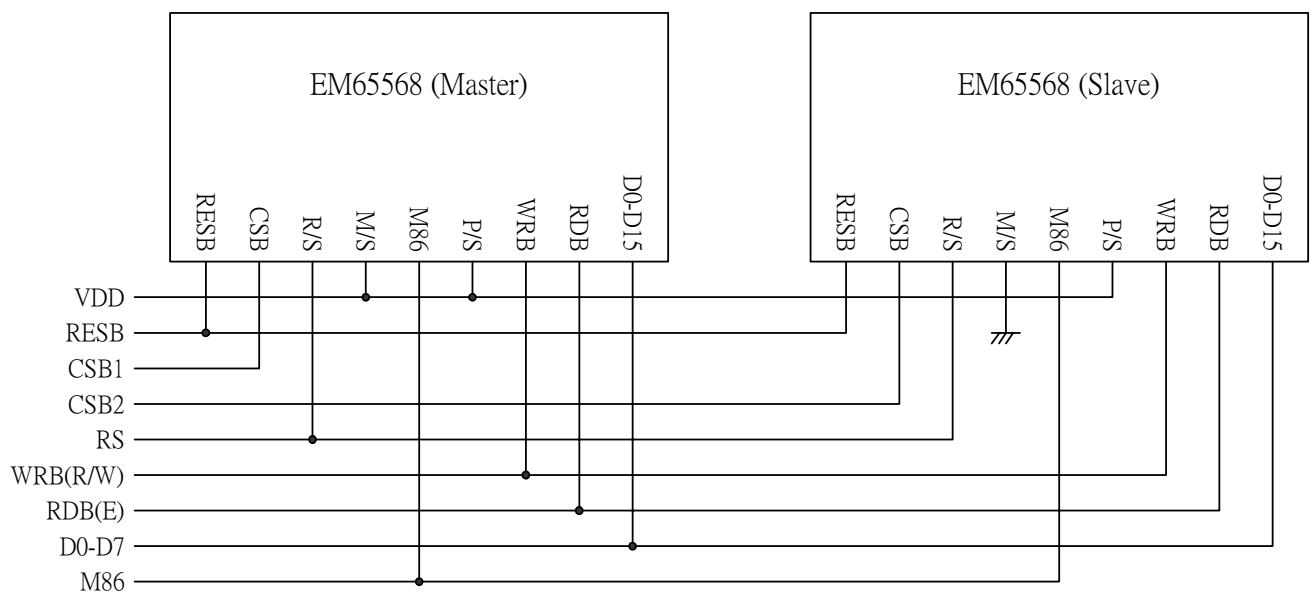 EM65568 (Master)
EM65568 (Slave)
RESB
CSB
R/S
M/S
M86
P/S
WRB
RDB
D0-D15
RESB
CSB
R/S
M/S
M86
P/S
WRB
RDB
D0-D15
VDD
RESB
CSB1
CSB2
RS
WRB(R/W)
RDB(E)
D0-D7
M86